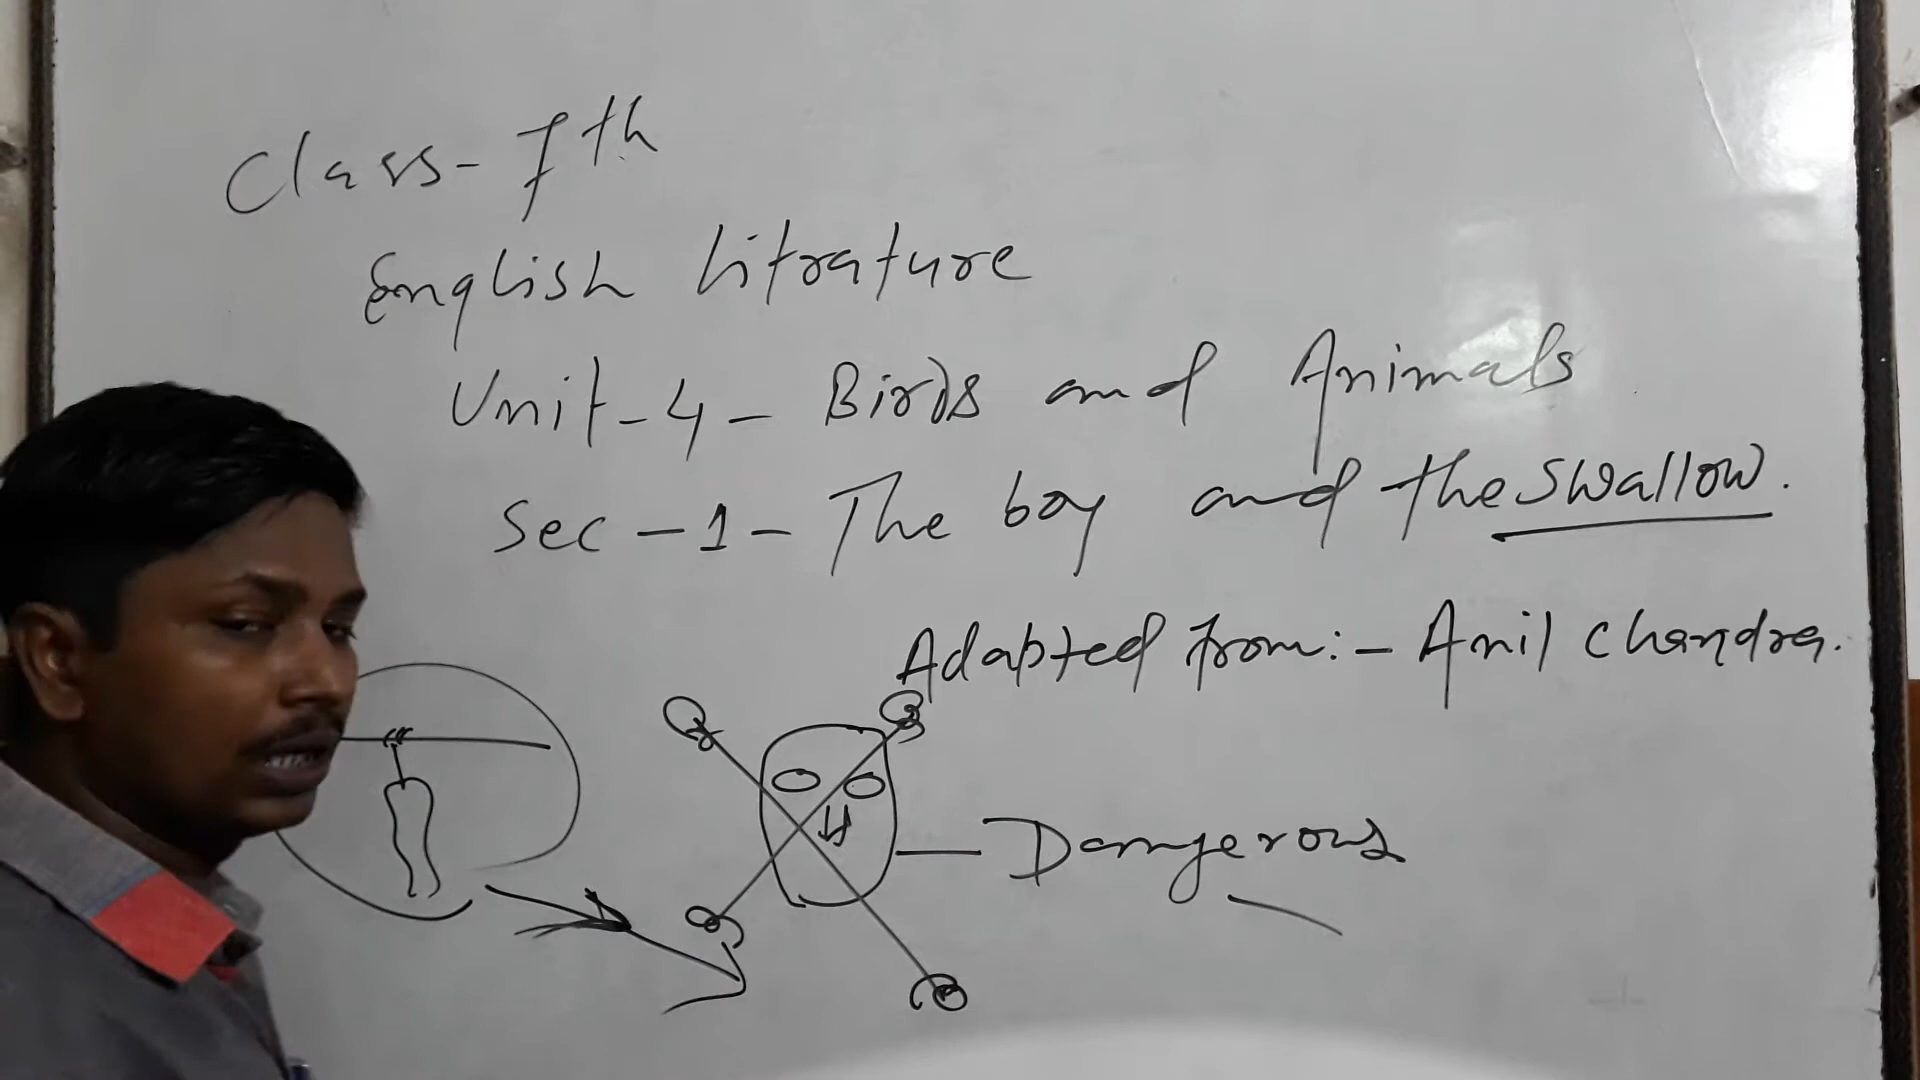 Class-7th
English Litrature
Unit-4- Birds and Animals
Sec-1- The boy and the Swallow.
Adapted from:- Anil Chandra.
Dangerous